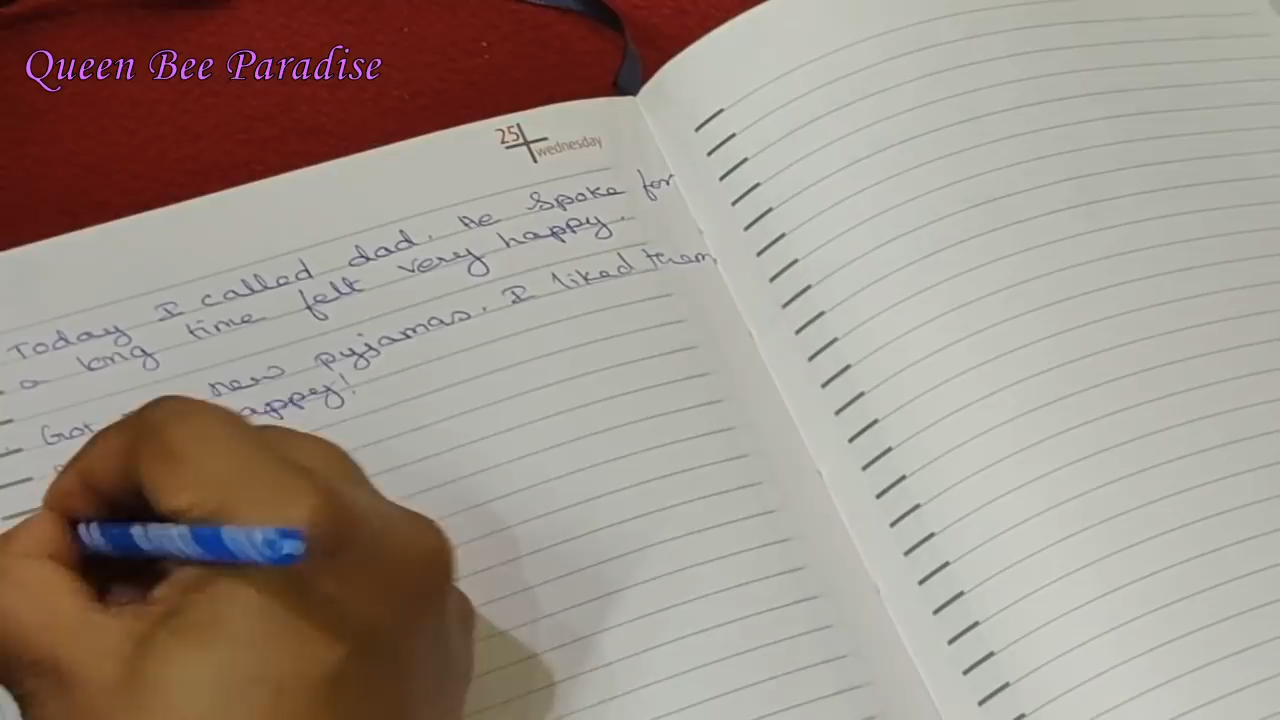 Queen Bee Paradise
25
wednesday
Today I called dad. He spoke for
a long time felt very happy.
Got new pyjamas. I liked them
happy!